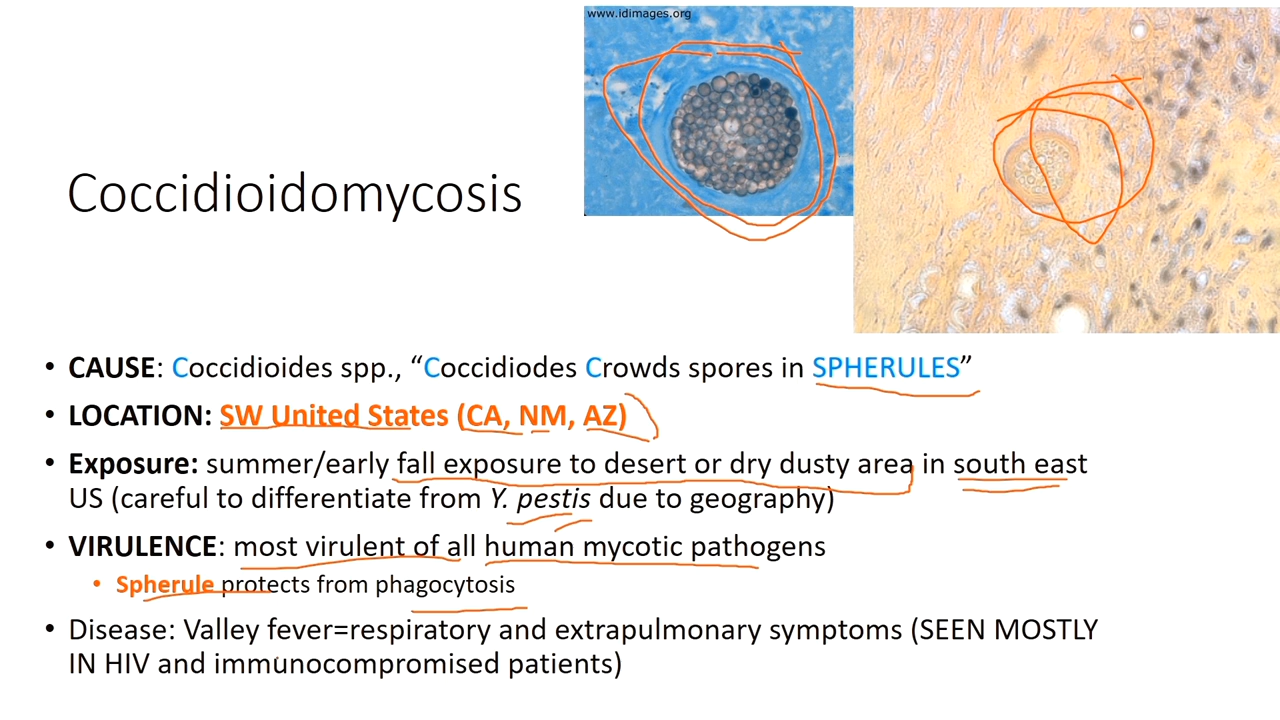 www.idimages.org
Coccidioidomycosis
• CAUSE: Coccidioides spp., “Coccidiodes Crowds spores in SPHERULES”
• LOCATION: SW United States (CA, NM, AZ)
• Exposure: summer/early fall exposure to desert or dry dusty area in south east
US (careful to differentiate from Y. pestis due to geography)
• VIRULENCE: most virulent of all human mycotic pathogens
• Spherule protects from phagocytosis
• Disease: Valley fever=respiratory and extrapulmonary symptoms (SEEN MOSTLY
IN HIV and immunocompromised patients)